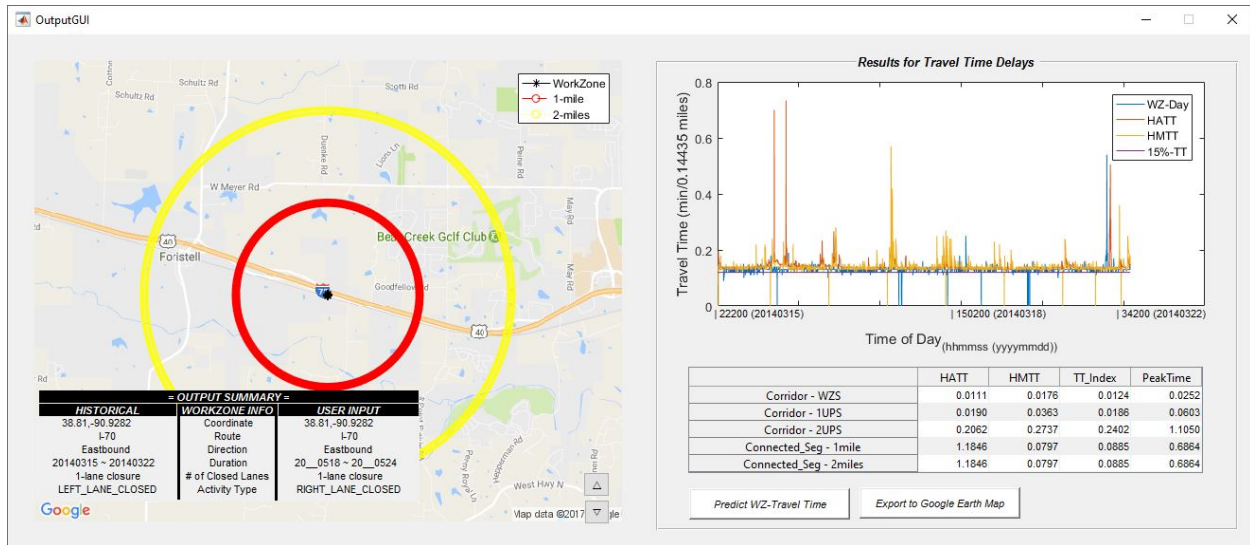 OutputGUI
WorkZone
1-mile
2-miles
Schultz Rd
Schultz Rd
Scotti Rd
Duenke Rd
Lions Ln
W Meyer Rd
May Rd
40
Foristell
Bear Creek Golf Club
Goodfellow Rd
May Rd
40
West Hwy N
= OUTPUT SUMMARY =
HISTORICAL WORKZONE INFO USER INPUT
38.81,-90.9282 Coordinate 38.81,-90.9282
I-70 Route I-70
Eastbound Direction Eastbound
20140315 ~ 20140322 Duration 20__0518 ~ 20__0524
1-lane closure # of Closed Lanes 1-lane closure
LEFT_LANE_CLOSED Activity Type RIGHT_LANE_CLOSED
Google
Map data ©2017
Results for Travel Time Delays
0.8
0.6
0.4
0.2
0
Travel Time (min/0.14435 miles)
WZ-Day
HATT
HMTT
15%-TT
| 22200 (20140315) | 150200 (20140318) | 34200 (20140322)
Time of Day(hhmmss (yyyymmdd))
HATT HMTT TT_Index PeakTime
Corridor - WZS 0.0111 0.0176 0.0124 0.0252
Corridor - 1UPS 0.0190 0.0363 0.0186 0.0603
Corridor - 2UPS 0.2062 0.2737 0.2402 1.1050
Connected_Seg - 1mile 1.1846 0.0797 0.0885 0.6864
Connected_Seg - 2miles 1.1846 0.0797 0.0885 0.6864
Predict WZ-Travel Time
Export to Google Earth Map